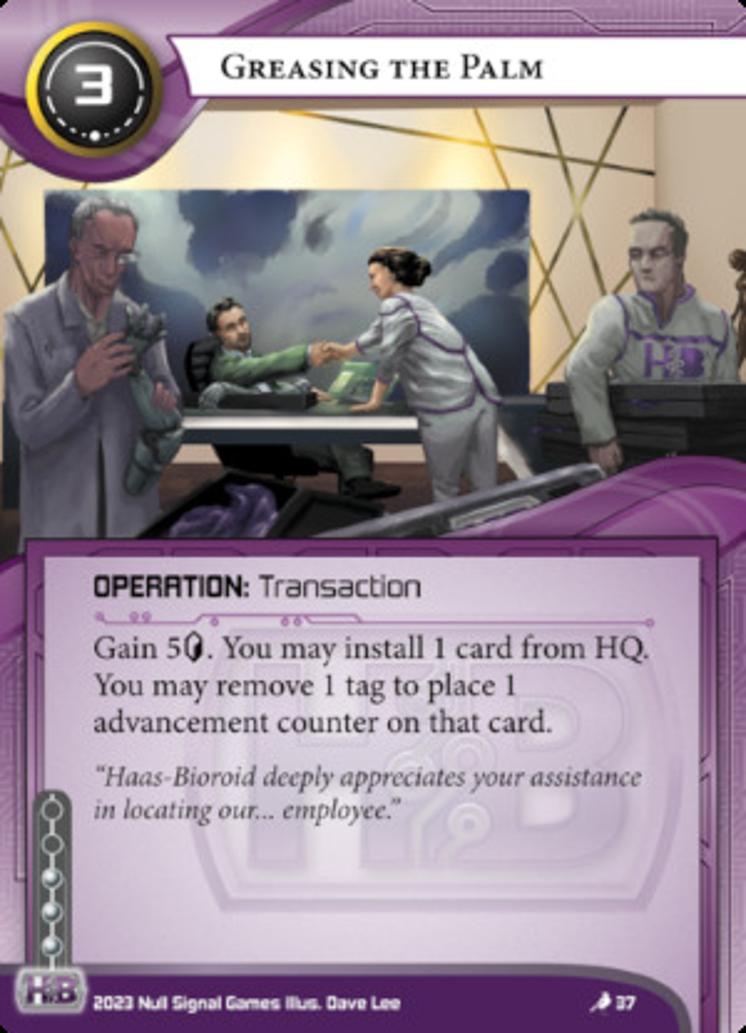 3
Greasing the Palm
HB
OPERATION: Transaction
Gain 5. You may install 1 card from HQ.
You may remove 1 tag to place 1
advancement counter on that card.
“Haas-Bioroid deeply appreciates your assistance
in locating our... employee.”
HB
2023 Null Signal Games Illus. Dave Lee
37